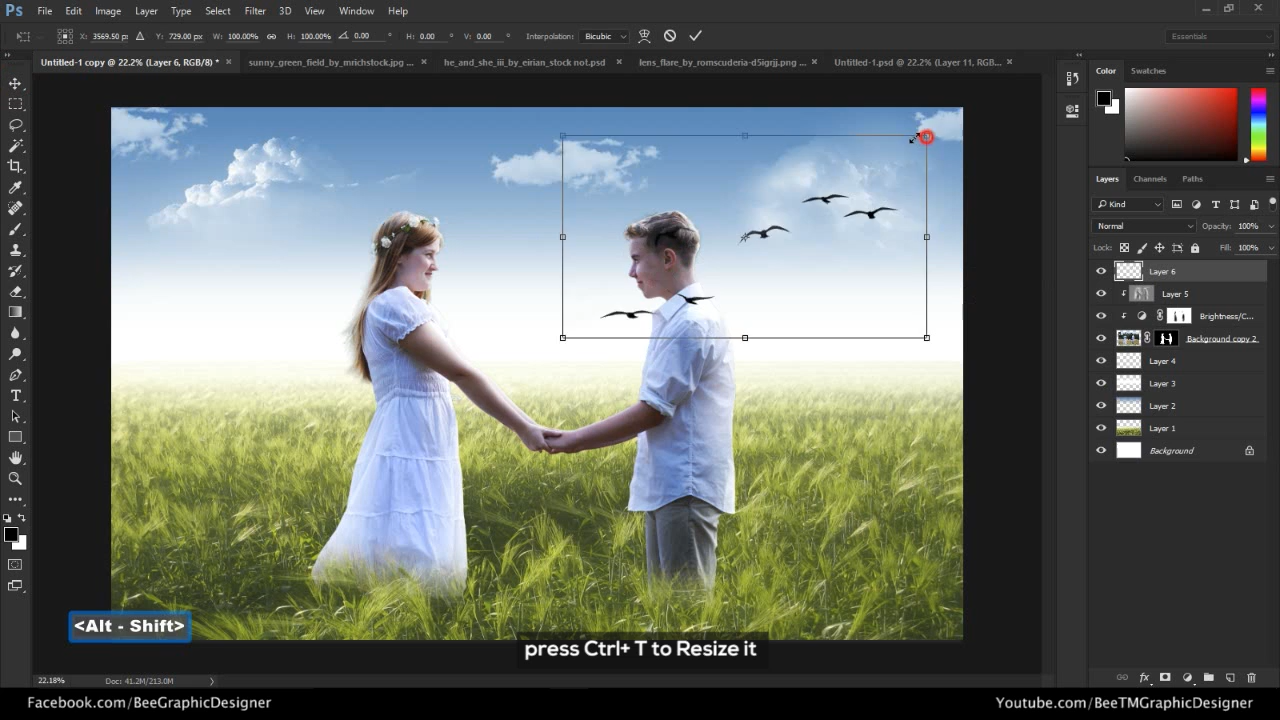 Ps File Edit Image Layer Type Select Filter 3D View Window Help
X: 3569.50 px Y: 729.00 px W: 100.00% H: 100.00% 0.00 ° H: 0.00 ° V: 0.00 ° Interpolation: Bicubic Essentials
Untitled-1 copy @ 22.2% (Layer 6, RGB/8) * × sunny_green_field_by_mrichstock.jpg ... × he_and_she_iii_by_eirian_stock not.psd × lens_flare_by_romscuderia-d5igrjj.png ... × Untitled-1.psd @ 22.2% (Layer 11, RGB... ×
Color Swatches
Layers Channels Paths
Kind
Normal Opacity: 100%
Lock: Fill: 100%
Layer 6
Layer 5
Brightness/C...
Background copy 2
Layer 4
Layer 3
Layer 2
Layer 1
Background
<Alt - Shift>
press Ctrl+ T to Resize it
22.18% Doc: 41.2M/213.0M
Facebook.com/BeeGraphicDesigner
Youtube.com/BeeTMGraphicDesigner